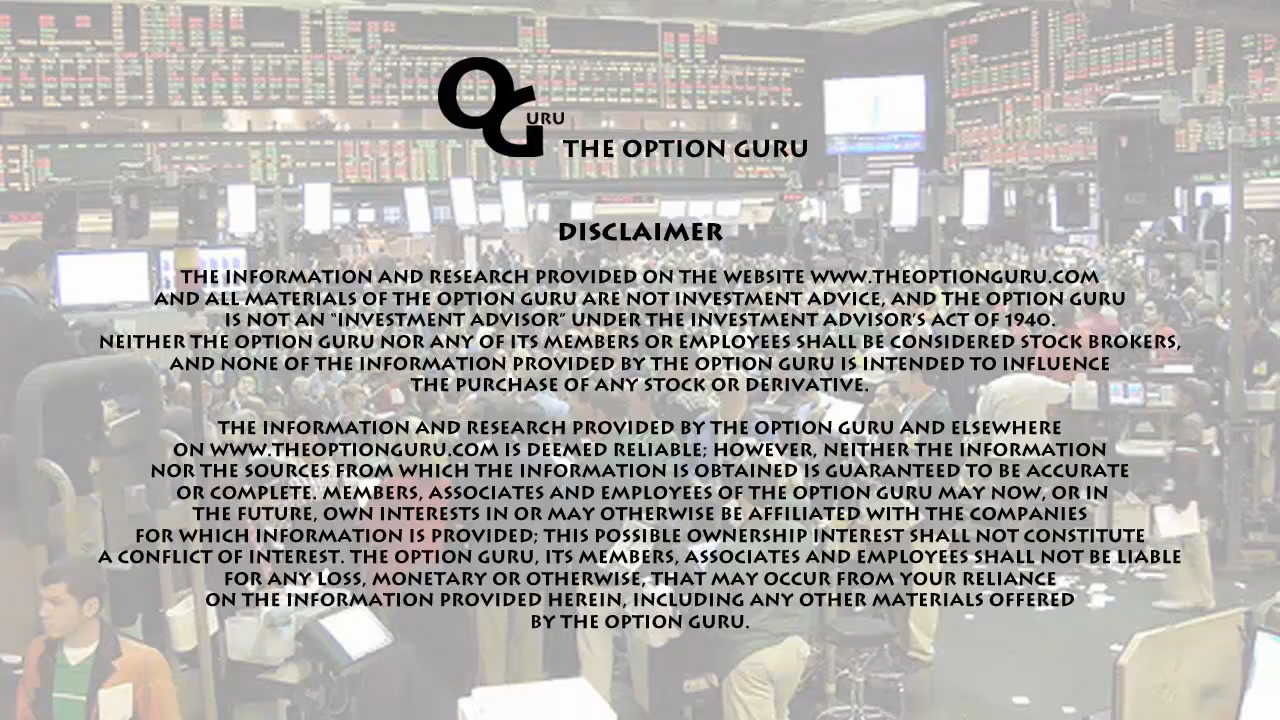 OG URU
THE OPTION GURU
DISCLAIMER
THE INFORMATION AND RESEARCH PROVIDED ON THE WEBSITE WWW.THEOPTIONGURU.COM
AND ALL MATERIALS OF THE OPTION GURU ARE NOT INVESTMENT ADVICE, AND THE OPTION GURU
IS NOT AN “INVESTMENT ADVISOR” UNDER THE INVESTMENT ADVISOR'S ACT OF 1940.
NEITHER THE OPTION GURU NOR ANY OF ITS MEMBERS OR EMPLOYEES SHALL BE CONSIDERED STOCK BROKERS,
AND NONE OF THE INFORMATION PROVIDED BY THE OPTION GURU IS INTENDED TO INFLUENCE
THE PURCHASE OF ANY STOCK OR DERIVATIVE.
THE INFORMATION AND RESEARCH PROVIDED BY THE OPTION GURU AND ELSEWHERE
ON WWW.THEOPTIONGURU.COM IS DEEMED RELIABLE; HOWEVER, NEITHER THE INFORMATION
NOR THE SOURCES FROM WHICH THE INFORMATION IS OBTAINED IS GUARANTEED TO BE ACCURATE
OR COMPLETE. MEMBERS, ASSOCIATES AND EMPLOYEES OF THE OPTION GURU MAY NOW, OR IN
THE FUTURE, OWN INTERESTS IN OR MAY OTHERWISE BE AFFILIATED WITH THE COMPANIES
FOR WHICH INFORMATION IS PROVIDED; THIS POSSIBLE OWNERSHIP INTEREST SHALL NOT CONSTITUTE
A CONFLICT OF INTEREST. THE OPTION GURU, ITS MEMBERS, ASSOCIATES AND EMPLOYEES SHALL NOT BE LIABLE
FOR ANY LOSS, MONETARY OR OTHERWISE, THAT MAY OCCUR FROM YOUR RELIANCE
ON THE INFORMATION PROVIDED HEREIN, INCLUDING ANY OTHER MATERIALS OFFERED
BY THE OPTION GURU.